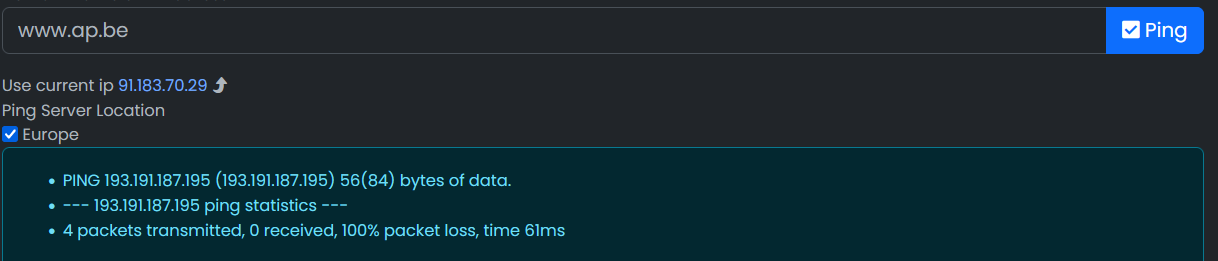 www.ap.be
Ping
Use current ip 91.183.70.29
Ping Server Location
Europe
• PING 193.191.187.195 (193.191.187.195) 56(84) bytes of data.
• --- 193.191.187.195 ping statistics ---
• 4 packets transmitted, 0 received, 100% packet loss, time 61ms